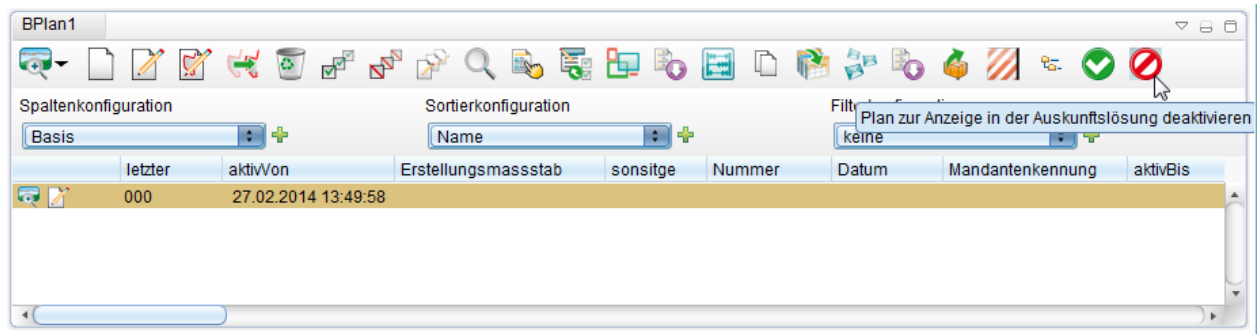 BPlan1
Spaltenkonfiguration Sortierkonfiguration
Plan zur Anzeige in der Auskunftslösung deaktivieren
Basis Name keine
letzter aktivVon Erstellungsmassstab sonsitge Nummer Datum Mandantenkennung aktivBis
000 27.02.2014 13:49:58